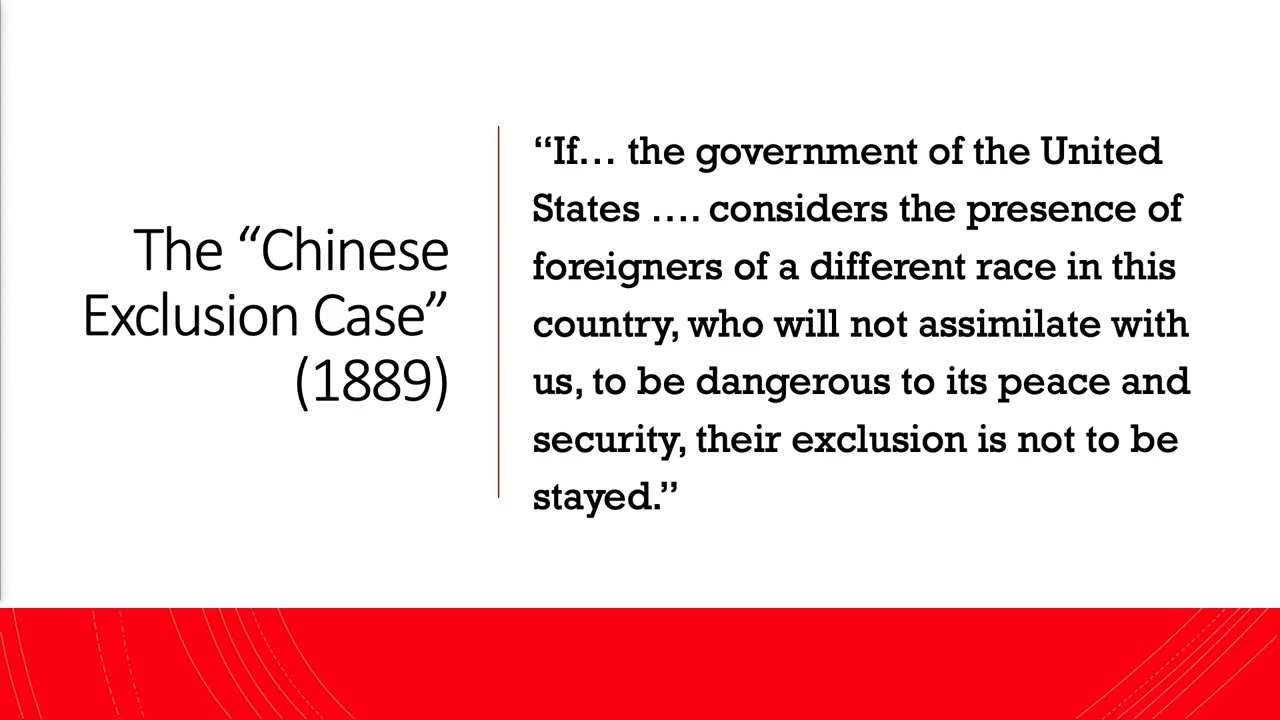 The “Chinese
Exclusion Case”
(1889)
“If… the government of the United
States …. considers the presence of
foreigners of a different race in this
country, who will not assimilate with
us, to be dangerous to its peace and
security, their exclusion is not to be
stayed.”